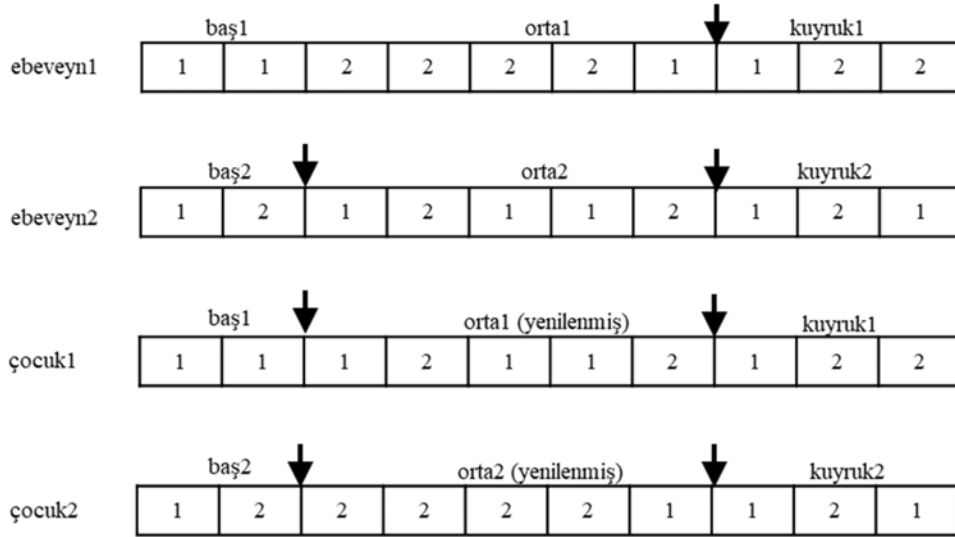 baş1 orta1 kuyruk1
ebeveyn1 1 1 2 2 2 2 1 1 2 2
baş2 orta2 kuyruk2
ebeveyn2 1 2 1 2 1 1 2 1 2 1
baş1 orta1 (yenilenmiş) kuyruk1
çocuk1 1 1 1 2 1 1 2 1 2 2
baş2 orta2 (yenilenmiş) kuyruk2
çocuk2 1 2 2 2 2 2 1 1 2 1